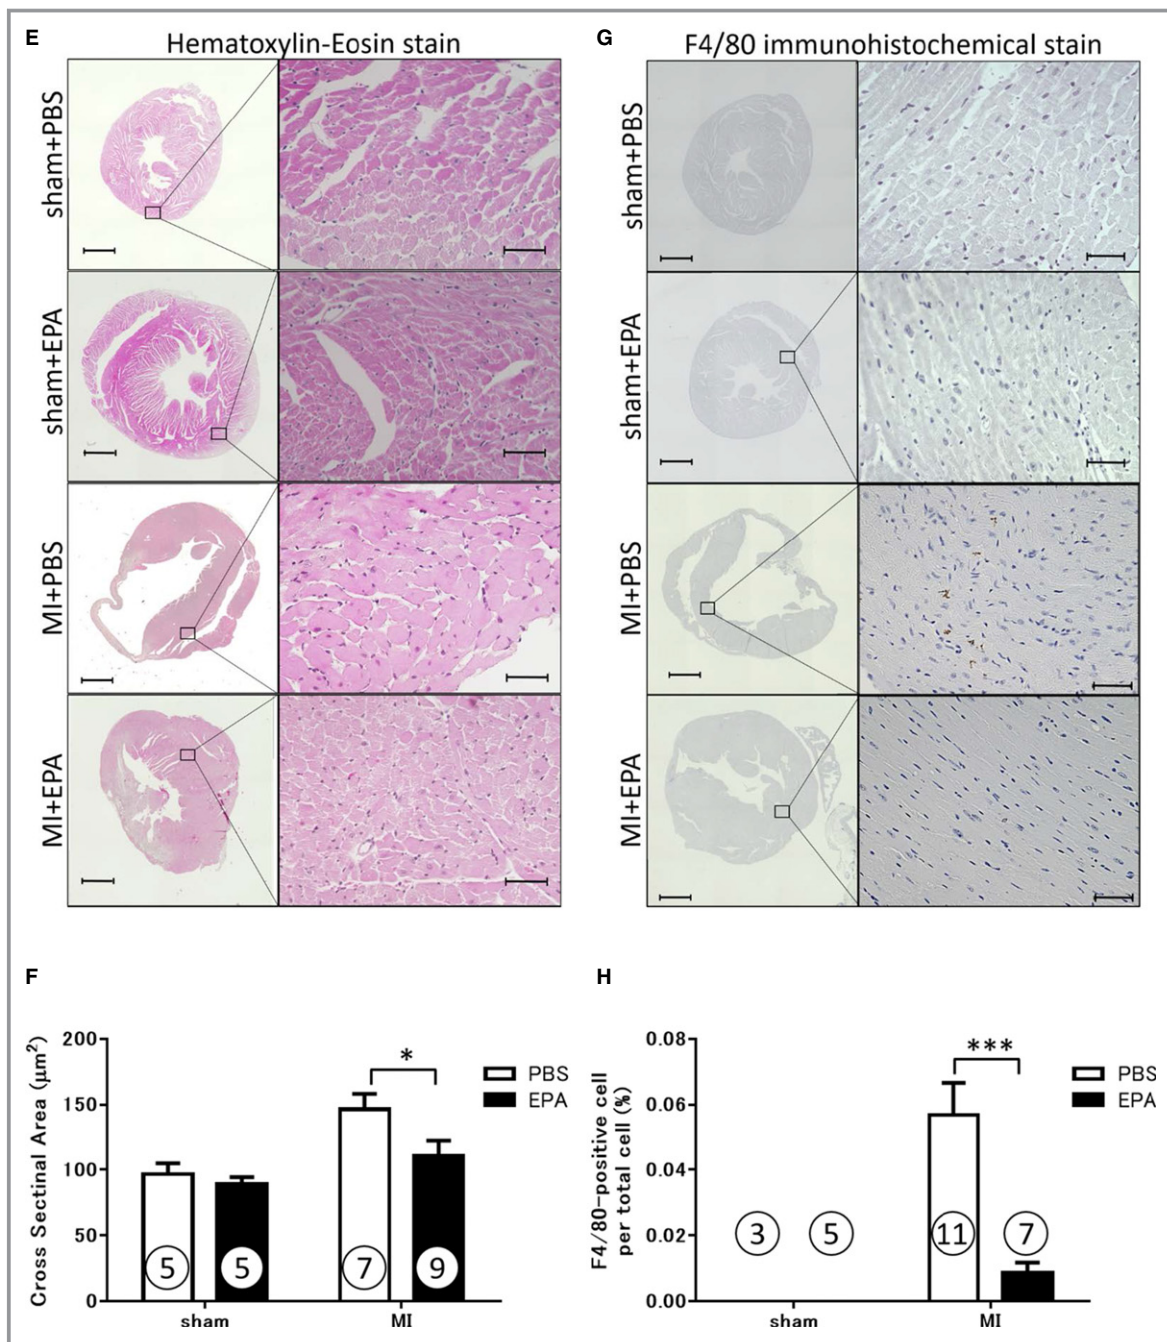 E
Hematoxylin-Eosin stain
sham+PBS
sham+EPA
MI+PBS
MI+EPA
G
F4/80 immunohistochemical stain
sham+PBS
sham+EPA
MI+PBS
MI+EPA
F
Cross Sectinal Area (μm²)
200
150
100
50
0
*
PBS
EPA
5
5
7
9
sham
MI
H
F4/80-positive cell
per total cell (%)
0.08
0.06
0.04
0.02
0.00
***
PBS
EPA
3
5
11
7
sham
MI